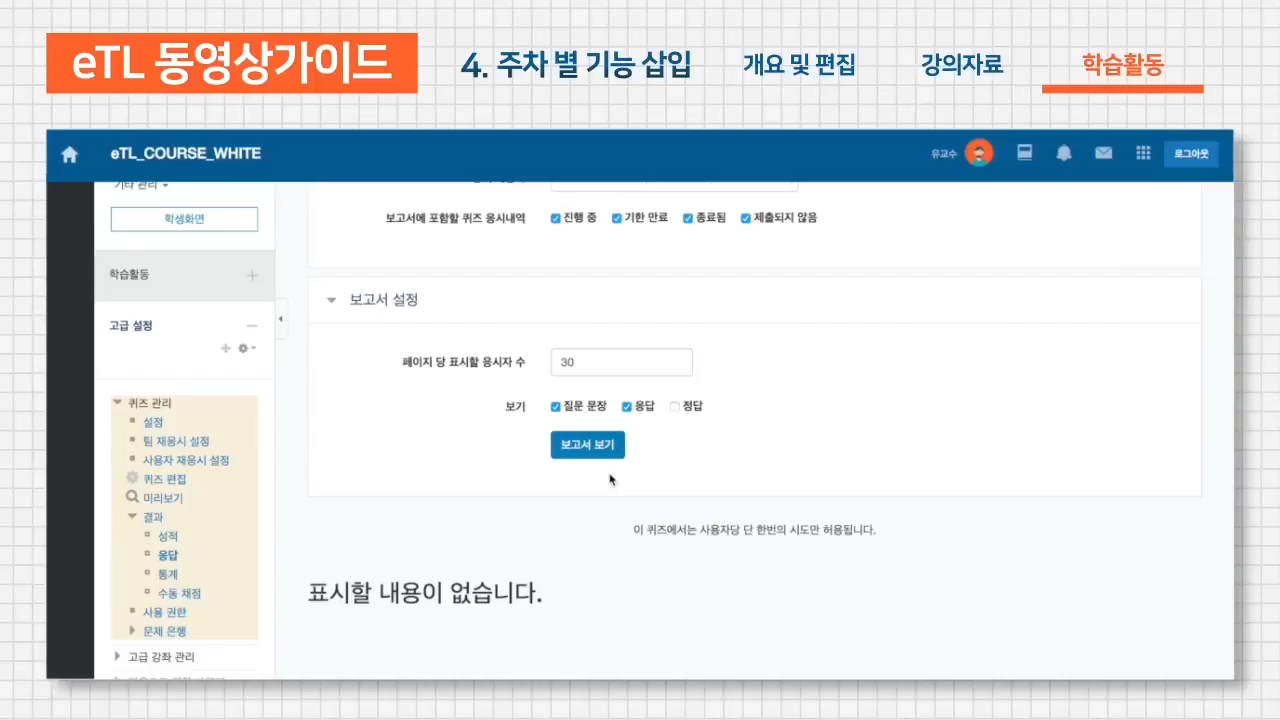 eTL 동영상가이드
4. 주차 별 기능 삽입
개요 및 편집
강의자료
학습활동
eTL_COURSE_WHITE
유교수
로그아웃
기타 관리
학생화면
학습활동
고급 설정
퀴즈 관리
설정
팀 재응시 설정
사용자 재응시 설정
퀴즈 편집
미리보기
결과
성적
응답
통계
수동 채점
사용 권한
문제 은행
고급 강좌 관리
보고서에 포함할 퀴즈 응시내역
진행 중
기한 만료
종료됨
제출되지 않음
보고서 설정
페이지 당 표시할 응시자 수
30
보기
질문 문장
응답
정답
보고서 보기
이 퀴즈에서는 사용자당 단 한번의 시도만 허용됩니다.
표시할 내용이 없습니다.